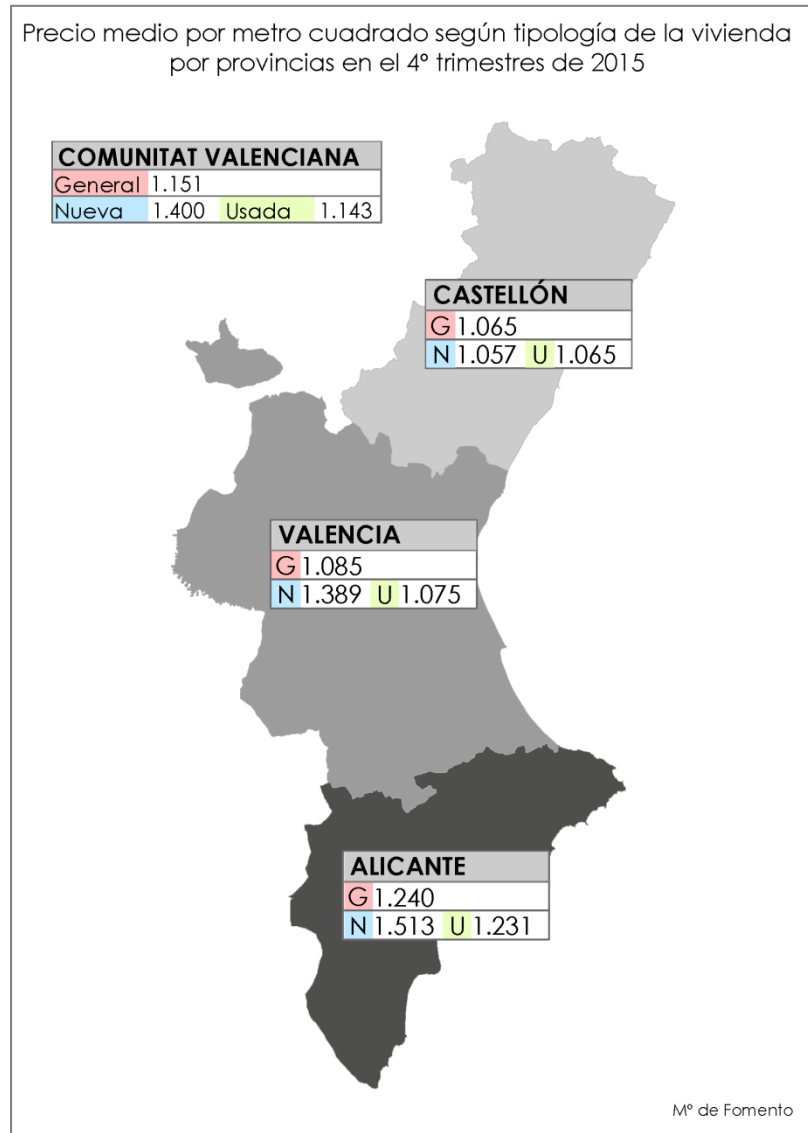 Precio medio por metro cuadrado según tipología de la vivienda
por provincias en el 4º trimestres de 2015
COMUNITAT VALENCIANA
General 1.151
Nueva 1.400 Usada 1.143
CASTELLÓN
G 1.065
N 1.057 U 1.065
VALENCIA
G 1.085
N 1.389 U 1.075
ALICANTE
G 1.240
N 1.513 U 1.231
Mº de Fomento